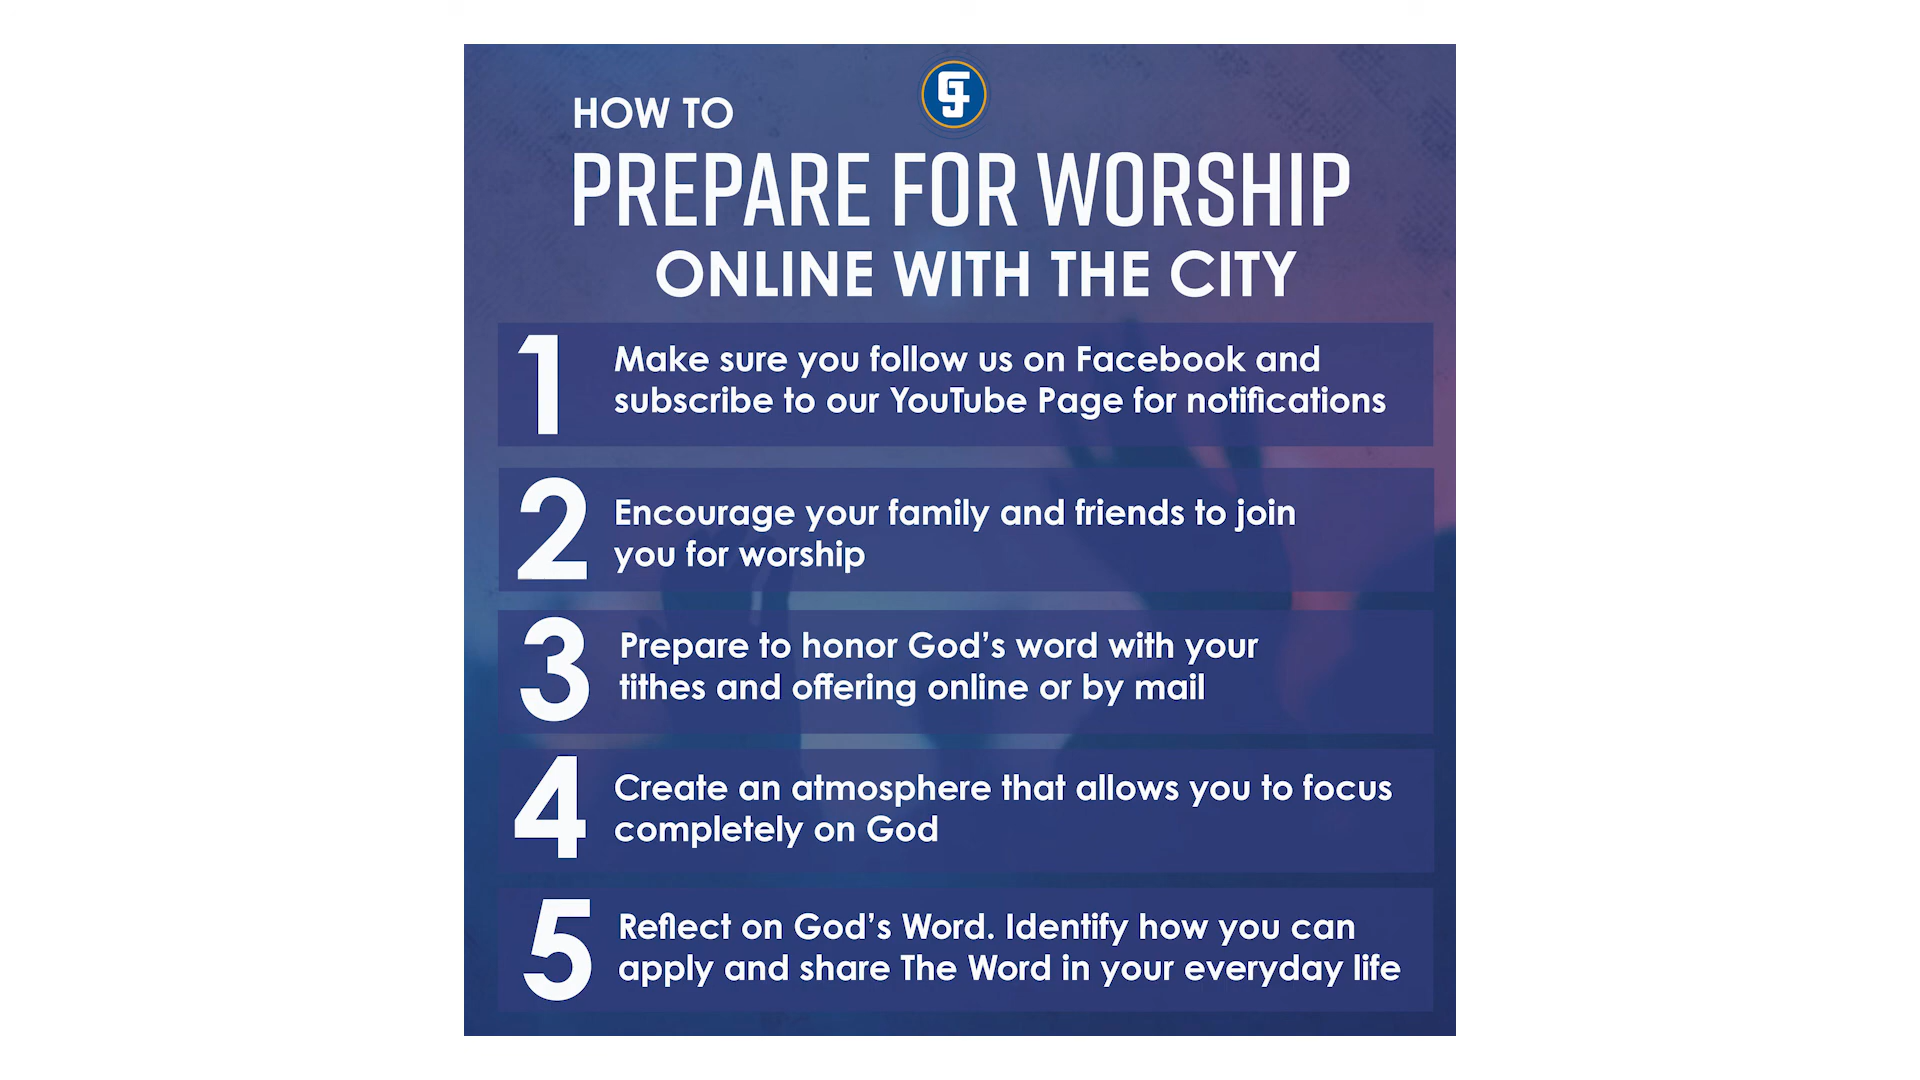 HOW TO
PREPARE FOR WORSHIP
ONLINE WITH THE CITY
1
Make sure you follow us on Facebook and
subscribe to our YouTube Page for notifications
2
Encourage your family and friends to join
you for worship
3
Prepare to honor God’s word with your
tithes and offering online or by mail
4
Create an atmosphere that allows you to focus
completely on God
5
Reflect on God’s Word. Identify how you can
apply and share The Word in your everyday life